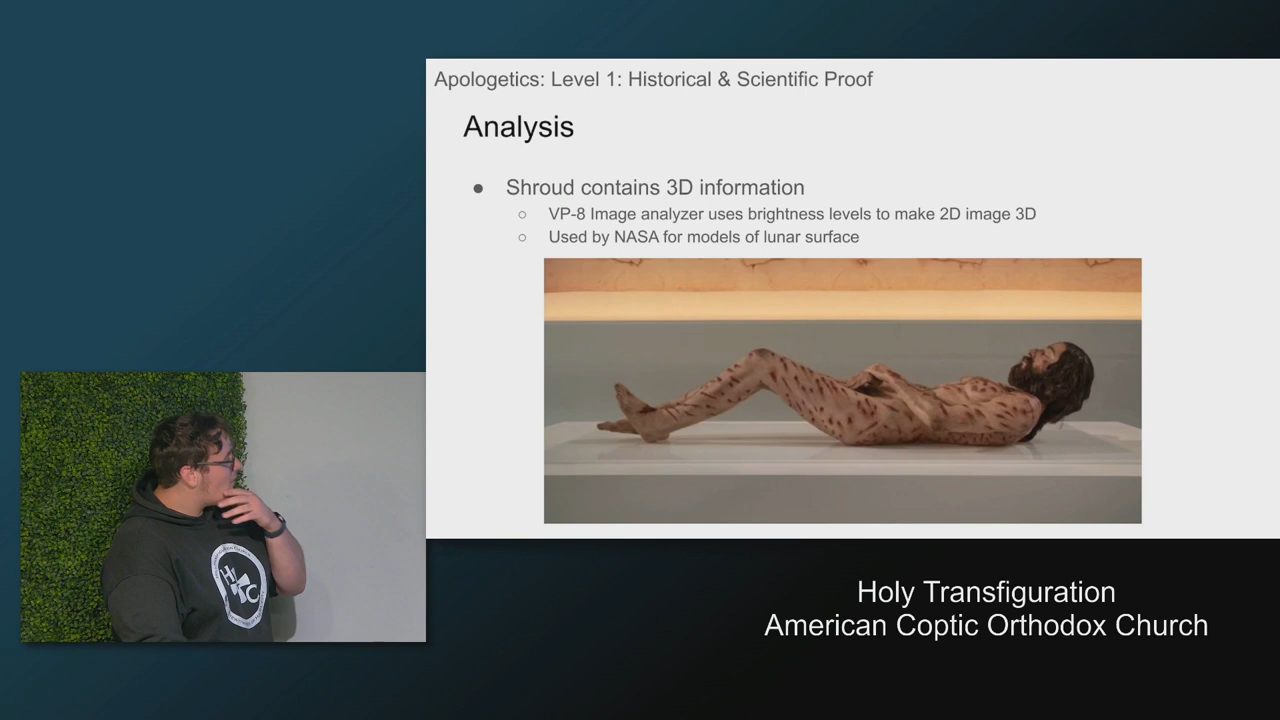 Apologetics: Level 1: Historical & Scientific Proof
Analysis
● Shroud contains 3D information
○ VP-8 Image analyzer uses brightness levels to make 2D image 3D
○ Used by NASA for models of lunar surface
Holy Transfiguration
American Coptic Orthodox Church